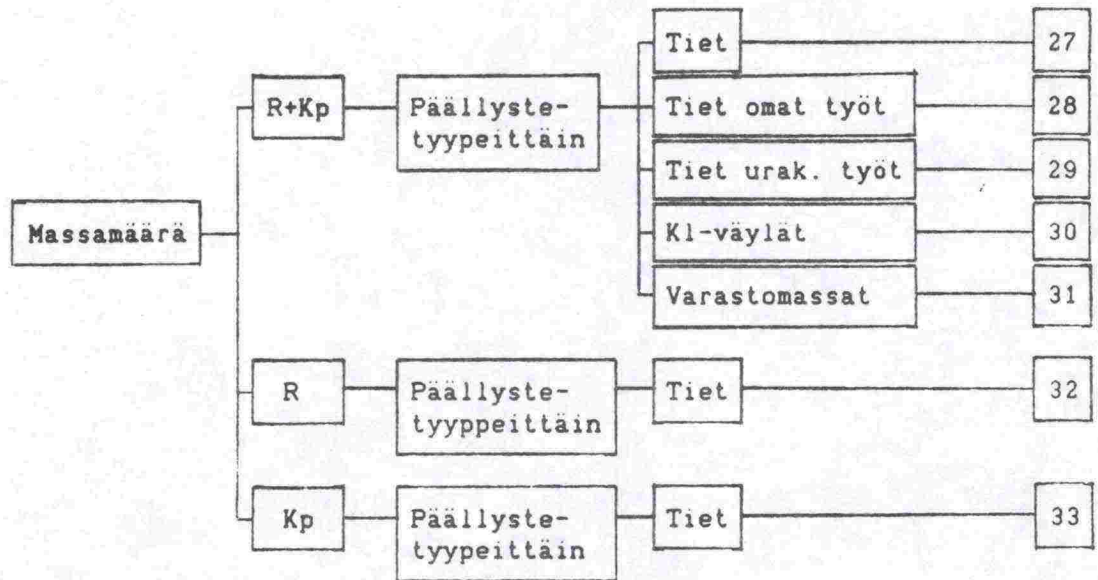 Tiet
27
R+Kp
Päällyste-
tyypeittäin
Tiet omat työt
28
Tiet urak. työt
29
Massamäärä
Kl-väylät
30
Varastomassat
31
R
Päällyste-
tyyppeittäin
Tiet
32
Kp
Päällyste-
tyypeittäin
Tiet
33